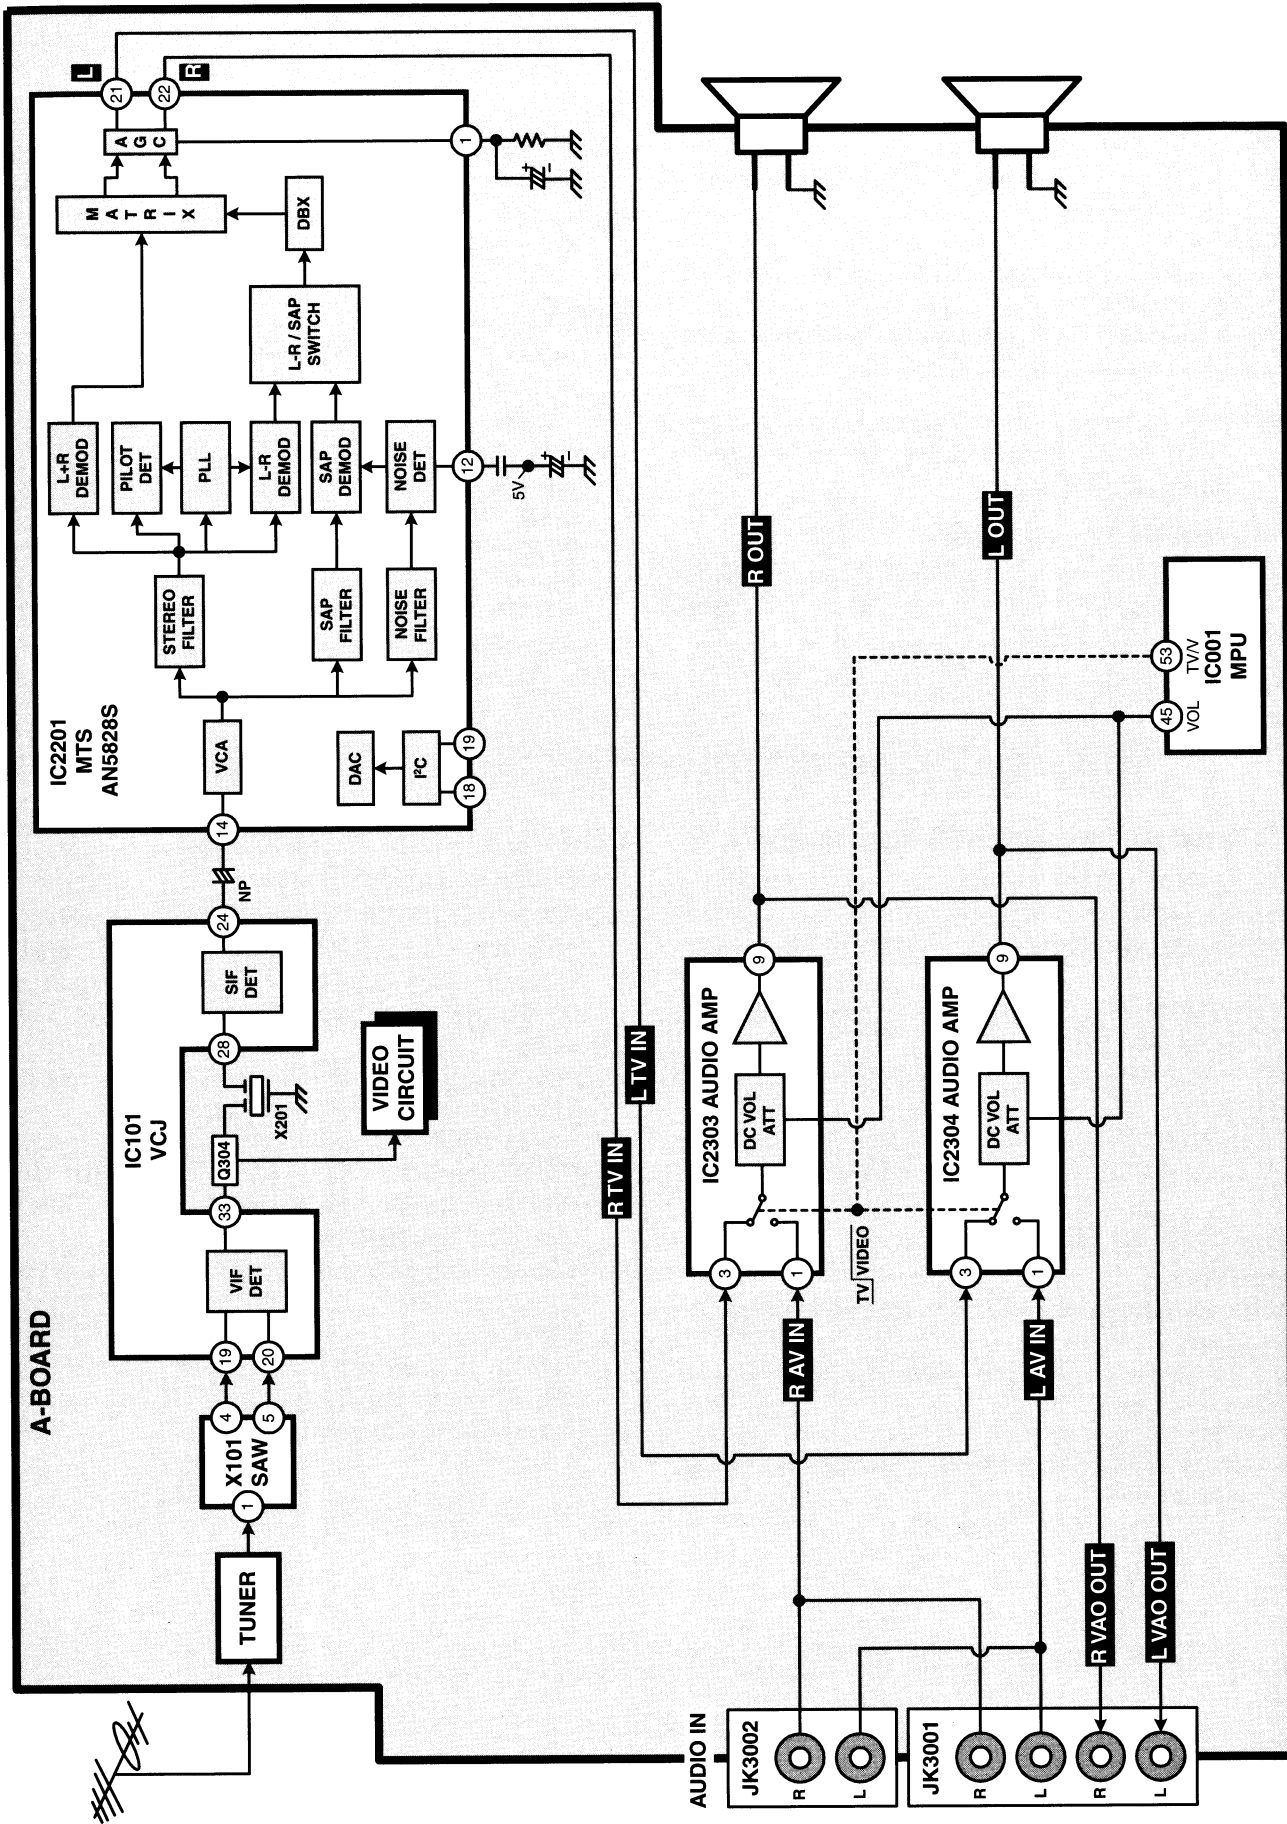 A-BOARD
TUNER
1
X101
SAW
4
5
19
20
IC101
VCJ
VIF
DET
33
Q304
X201
28
SIF
DET
24
NP
VIDEO
CIRCUIT
14
IC2201
MTS
AN5828S
VCA
DAC
I²C
18
19
STEREO
FILTER
SAP
FILTER
NOISE
FILTER
L+R
DEMOD
PILOT
DET
PLL
L-R
DEMOD
SAP
DEMOD
NOISE
DET
12
5V
+
-
L-R / SAP
SWITCH
DBX
MATRIX
AGC
1
+
-
21
L
22
R
R TV IN
L TV IN
AUDIO IN
JK3002
R
L
JK3001
R
L
R
L
R AV IN
L AV IN
R VAO OUT
L VAO OUT
IC2303 AUDIO AMP
3
1
DC VOL
ATT
9
TV
VIDEO
IC2304 AUDIO AMP
3
1
DC VOL
ATT
9
R OUT
L OUT
45
VOL
53
TV/V
IC001
MPU